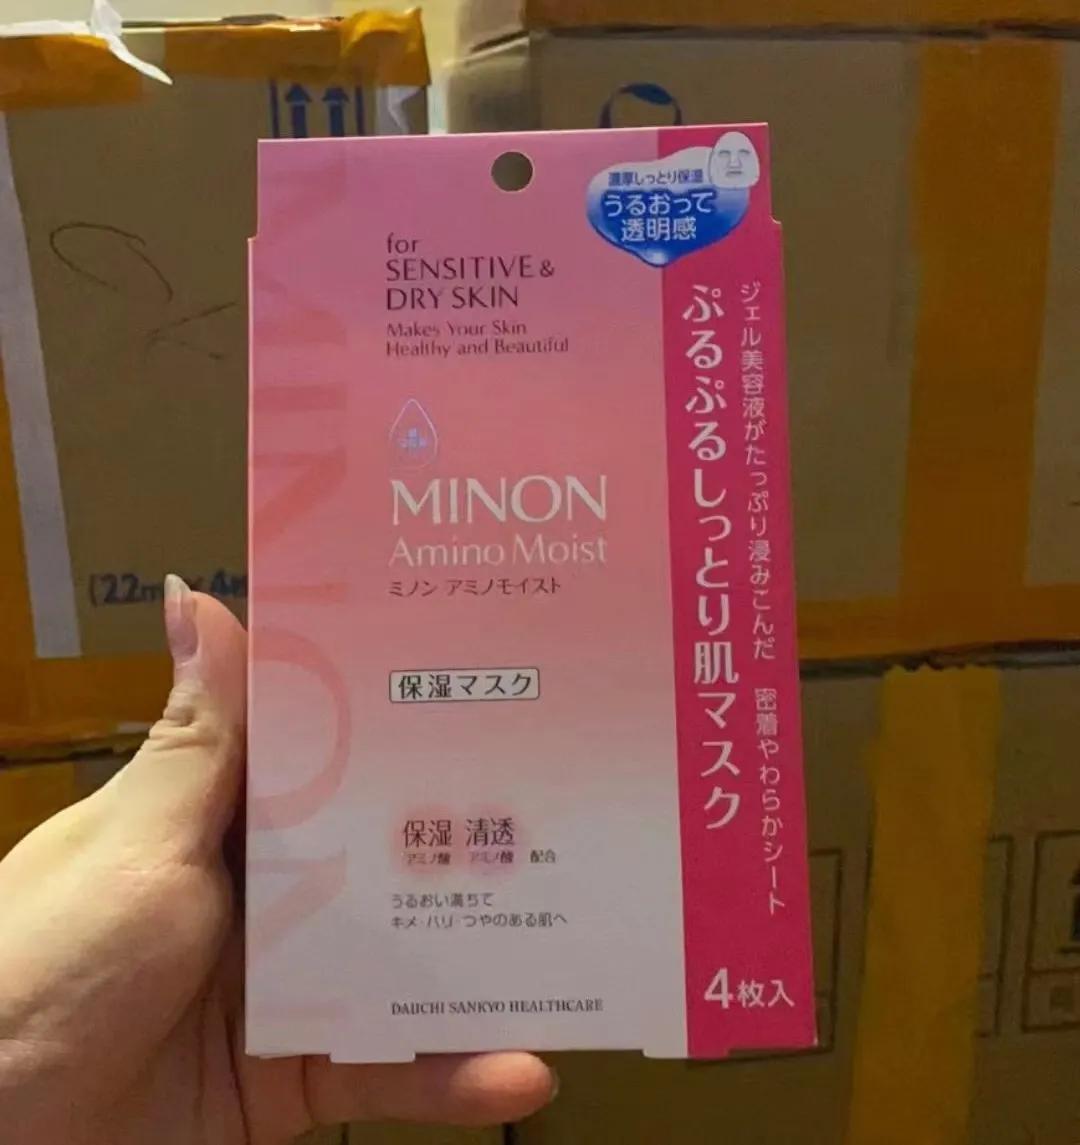 for
SENSITIVE &
DRY SKIN
Makes Your Skin
Healthy and Beautiful
MINON
Amino Moist
ミノン アミノモイスト
保湿マスク
保湿 清透
アミノ酸 アミノ酸 配合
うるおい満ちて
キメ・ハリ・つやのある肌へ
DAIICHI SANKYO HEALTHCARE
濃厚しっとり保湿
うるおって
透明感
ジェル美容液がたっぷり浸みこんだ 密着やわらかシート
ぷるぷるしっとり肌マスク
4枚入
MINON
(22m